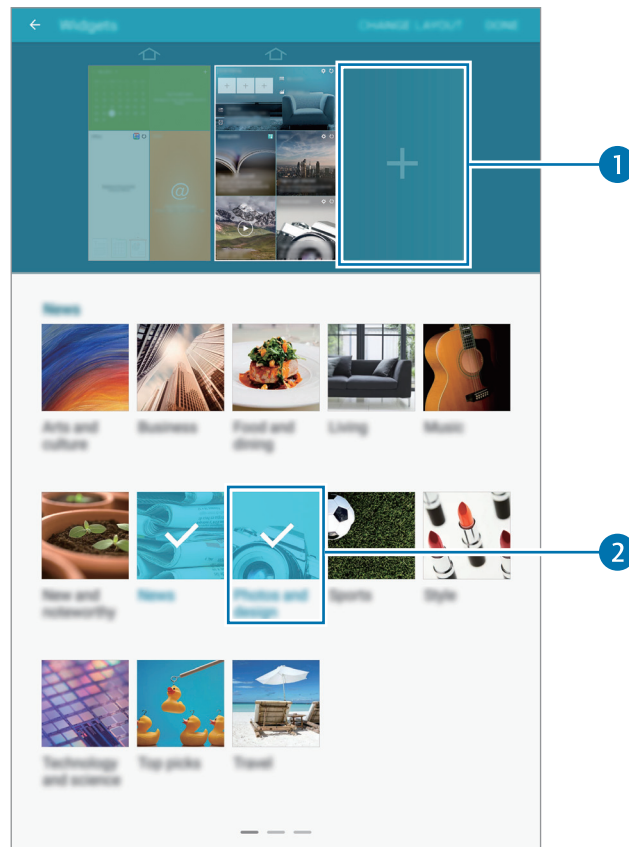 Widgets
CHANGE LAYOUT
DONE
@
1
News
Arts and
culture
Business
Food and
dining
Living
Music
2
New and
noteworthy
News
Photos and
design
Sports
Style
Technology
and science
Top picks
Travel